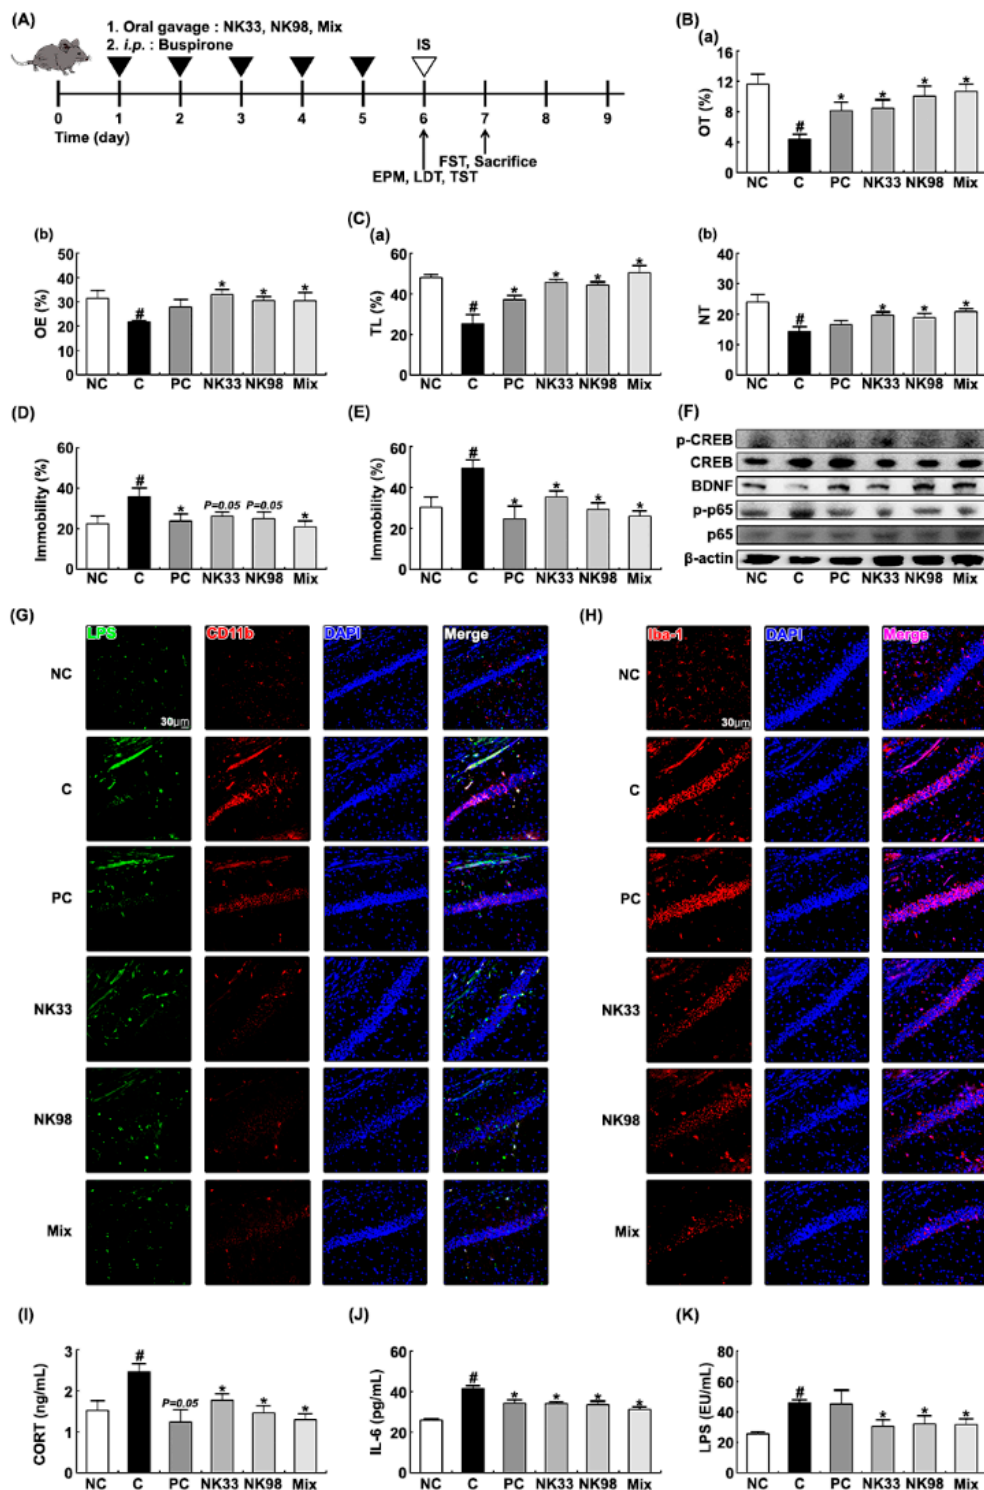 (A)
1. Oral gavage : NK33, NK98, Mix
2. i.p. : Buspirone
IS
0 1 2 3 4 5 6 7 8 9
Time (day)
FST, Sacrifice
EPM, LDT, TST
(B)
(a)
OT (%)
16
12
8
4
0
#
*
*
*
*
NC C PC NK33 NK98 Mix
(b)
OE (%)
50
40
30
20
10
0
#
*
*
*
NC C PC NK33 NK98 Mix
(C)
(a)
TL (%)
60
40
20
0
#
*
*
*
*
NC C PC NK33 NK98 Mix
(b)
NT
40
30
20
10
0
#
*
*
*
NC C PC NK33 NK98 Mix
(D)
Immobility (%)
60
40
20
0
#
*
P=0.05
P=0.05
*
NC C PC NK33 NK98 Mix
(E)
Immobility (%)
60
40
20
0
#
*
*
*
*
NC C PC NK33 NK98 Mix
(F)
p-CREB
CREB
BDNF
p-p65
p65
β-actin
NC C PC NK33 NK98 Mix
(G)
LPS CD11b DAPI Merge
NC
30μm
C
PC
NK33
NK98
Mix
(H)
Iba-1 DAPI Merge
NC
30μm
C
PC
NK33
NK98
Mix
(I)
CORT (ng/mL)
3
2
1
0
#
P=0.05
*
*
*
NC C PC NK33 NK98 Mix
(J)
IL-6 (pg/mL)
60
40
20
0
#
*
*
*
*
NC C PC NK33 NK98 Mix
(K)
LPS (EU/mL)
80
60
40
20
0
#
*
*
*
NC C PC NK33 NK98 Mix